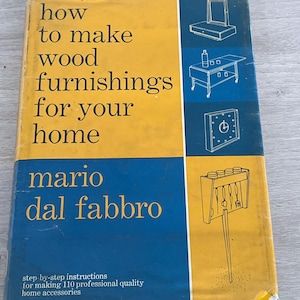 how
to make
wood
furnishings
for your
home
mario
dal fabbro
step-by-step instructions
for making 110 professional quality
home accessories